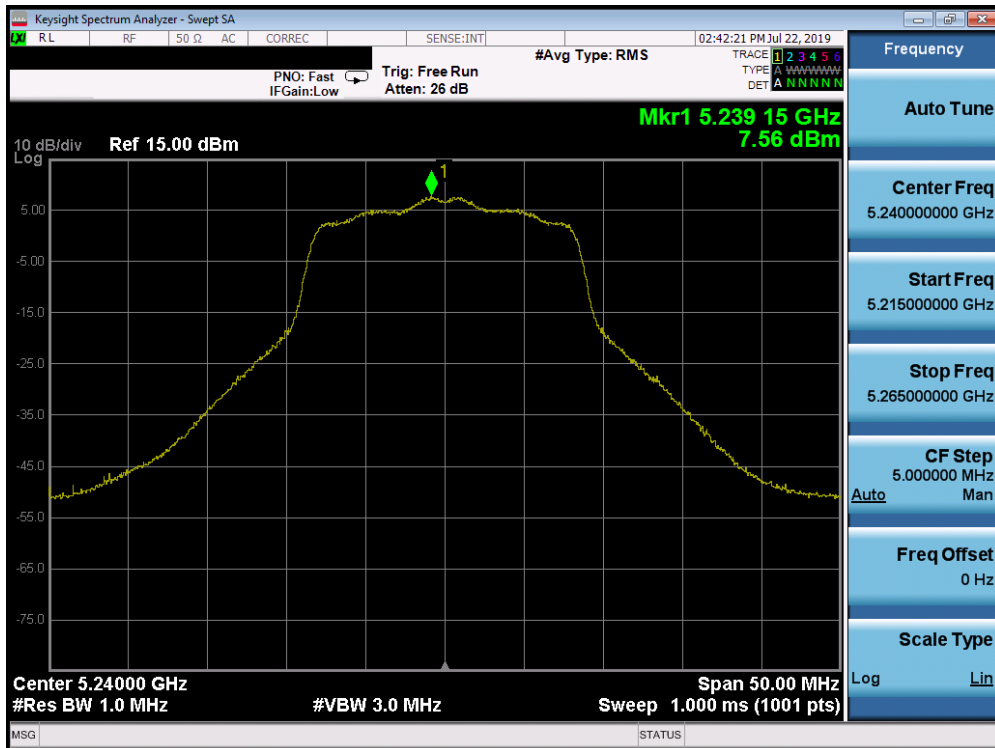 Keysight Spectrum Analyzer - Swept SA
LXI RL RF 50 Ω AC CORREC SENSE:INT 02:42:21 PM Jul 22, 2019
#Avg Type: RMS TRACE 1 2 3 4 5 6
PNO: Fast Trig: Free Run TYPE A WWWWW
IFGain:Low Atten: 26 dB DET A N N N N N
Mkr1 5.239 15 GHz
7.56 dBm
10 dB/div Ref 15.00 dBm
Log
1
5.00
-5.00
-15.0
-25.0
-35.0
-45.0
-55.0
-65.0
-75.0
Center 5.24000 GHz Span 50.00 MHz
#Res BW 1.0 MHz #VBW 3.0 MHz Sweep 1.000 ms (1001 pts)
MSG STATUS
Frequency
Auto Tune
Center Freq
5.240000000 GHz
Start Freq
5.215000000 GHz
Stop Freq
5.265000000 GHz
CF Step
5.000000 MHz
Auto Man
Freq Offset
0 Hz
Scale Type
Log Lin